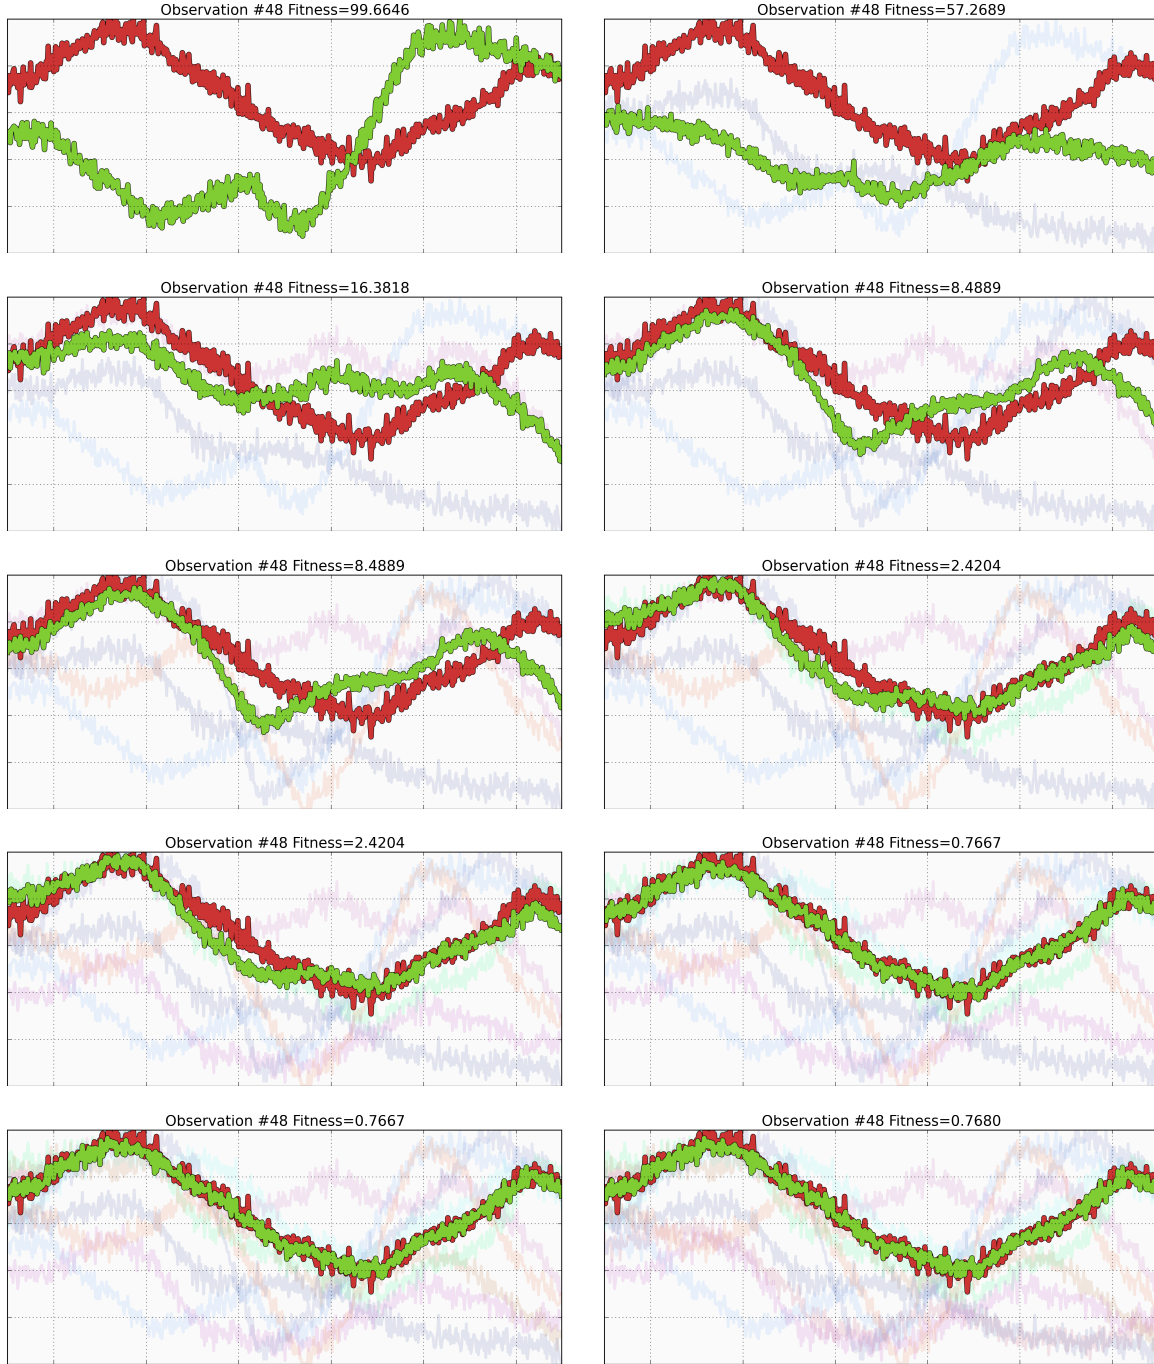 Observation #48 Fitness=99.6646
Observation #48 Fitness=57.2689
Observation #48 Fitness=16.3818
Observation #48 Fitness=8.4889
Observation #48 Fitness=8.4889
Observation #48 Fitness=2.4204
Observation #48 Fitness=2.4204
Observation #48 Fitness=0.7667
Observation #48 Fitness=0.7667
Observation #48 Fitness=0.7680